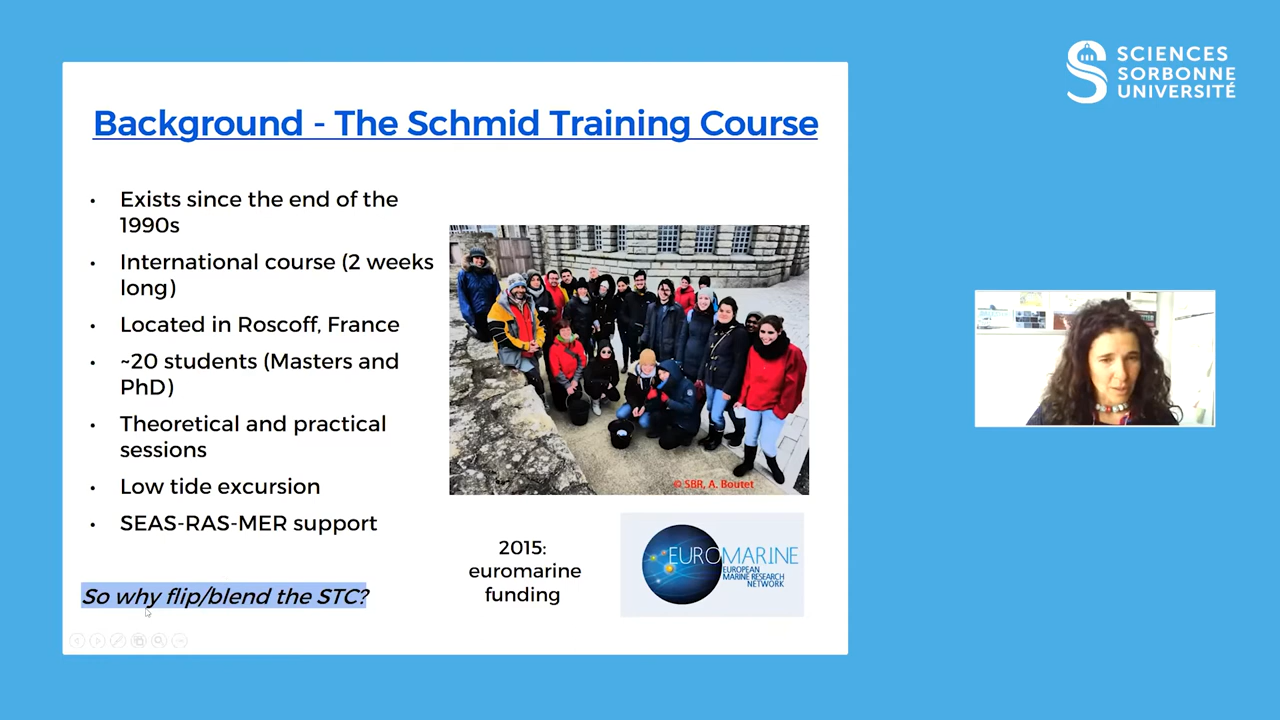 SCIENCES
SORBONNE
UNIVERSITÉ
Background - The Schmid Training Course
• Exists since the end of the
1990s
• International course (2 weeks
long)
• Located in Roscoff, France
• ~20 students (Masters and
PhD)
• Theoretical and practical
sessions
• Low tide excursion
• SEAS-RAS-MER support
So why flip/blend the STC?
© SBR, A. Boutet
2015:
euromarine
funding
EUROMARINE
EUROPEAN
MARINE RESEARCH
NETWORK